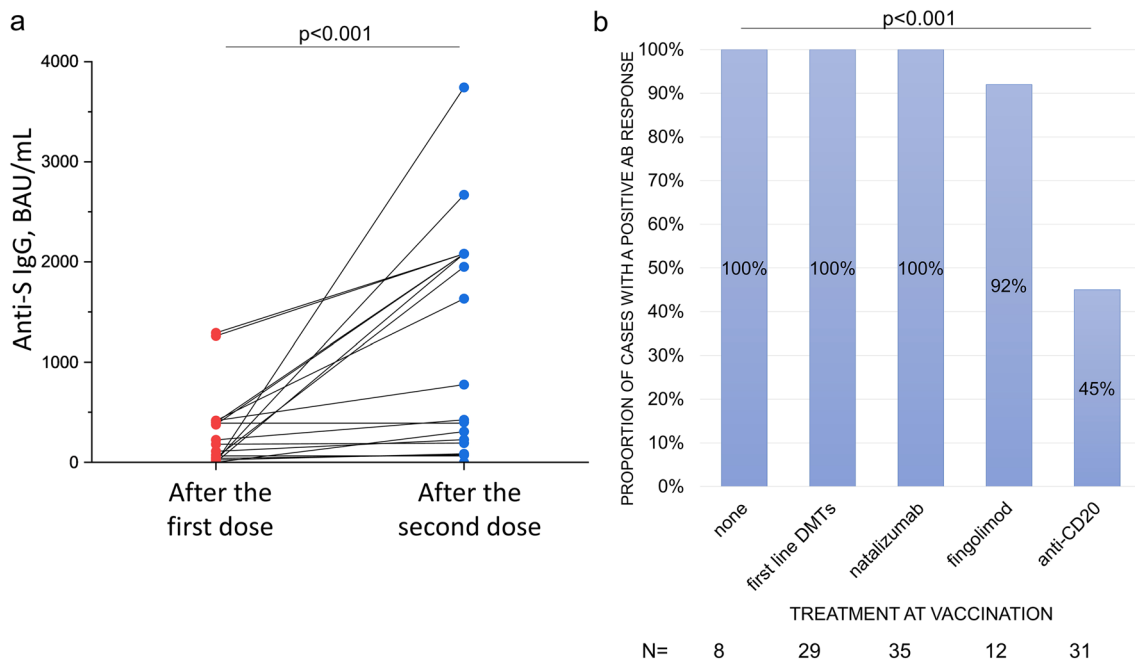 a
p<0.001
Anti-S IgG, BAU/mL
4000
3000
2000
1000
0
After the
first dose
After the
second dose
b
p<0.001
PROPORTION OF CASES WITH A POSITIVE AB RESPONSE
100%
90%
80%
70%
60%
50%
40%
30%
20%
10%
0%
100%
100%
100%
92%
45%
none
first line DMTs
natalizumab
fingolimod
anti-CD20
TREATMENT AT VACCINATION
N= 8 29 35 12 31